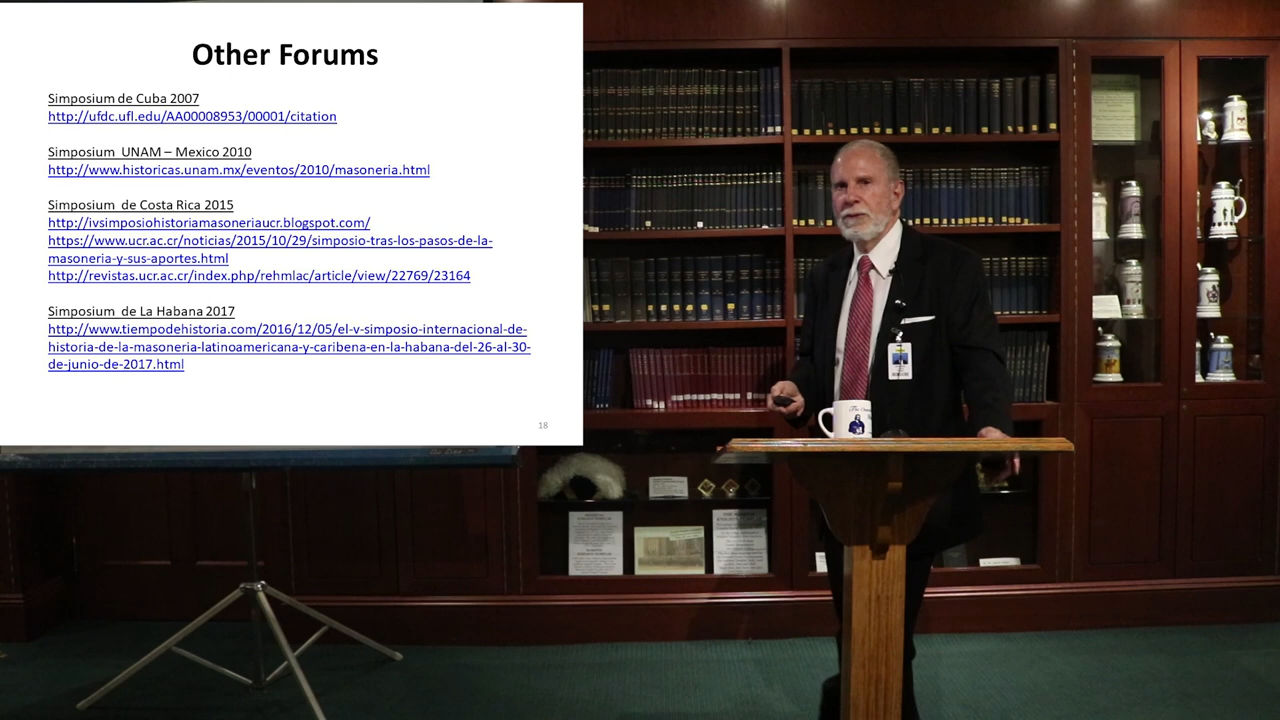 Other Forums
Simposium de Cuba 2007
http://ufdc.ufl.edu/AA00008953/00001/citation
Simposium UNAM – Mexico 2010
http://www.historicas.unam.mx/eventos/2010/masoneria.html
Simposium de Costa Rica 2015
http://ivsimposiohistoriamasoneriaucr.blogspot.com/
https://www.ucr.ac.cr/noticias/2015/10/29/simposio-tras-los-pasos-de-la-
masoneria-y-sus-aportes.html
http://revistas.ucr.ac.cr/index.php/rehmlac/article/view/22769/23164
Simposium de La Habana 2017
http://www.tiempodehistoria.com/2016/12/05/el-v-simposio-internacional-de-
historia-de-la-masoneria-latinoamericana-y-caribena-en-la-habana-del-26-al-30-
de-junio-de-2017.html
18